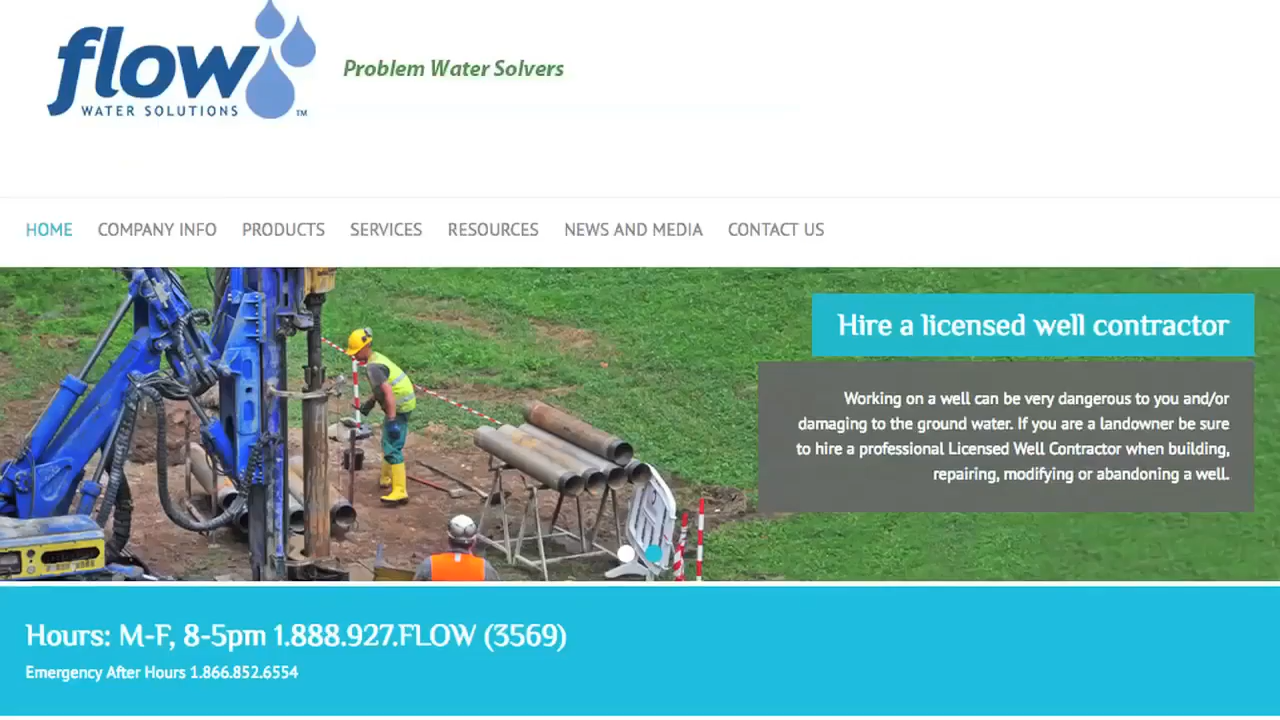 flow
WATER SOLUTIONS ™
Problem Water Solvers
HOME COMPANY INFO PRODUCTS SERVICES RESOURCES NEWS AND MEDIA CONTACT US
Hire a licensed well contractor
Working on a well can be very dangerous to you and/or
damaging to the ground water. If you are a landowner be sure
to hire a professional Licensed Well Contractor when building,
repairing, modifying or abandoning a well.
Hours: M-F, 8-5pm 1.888.927.FLOW (3569)
Emergency After Hours 1.866.852.6554